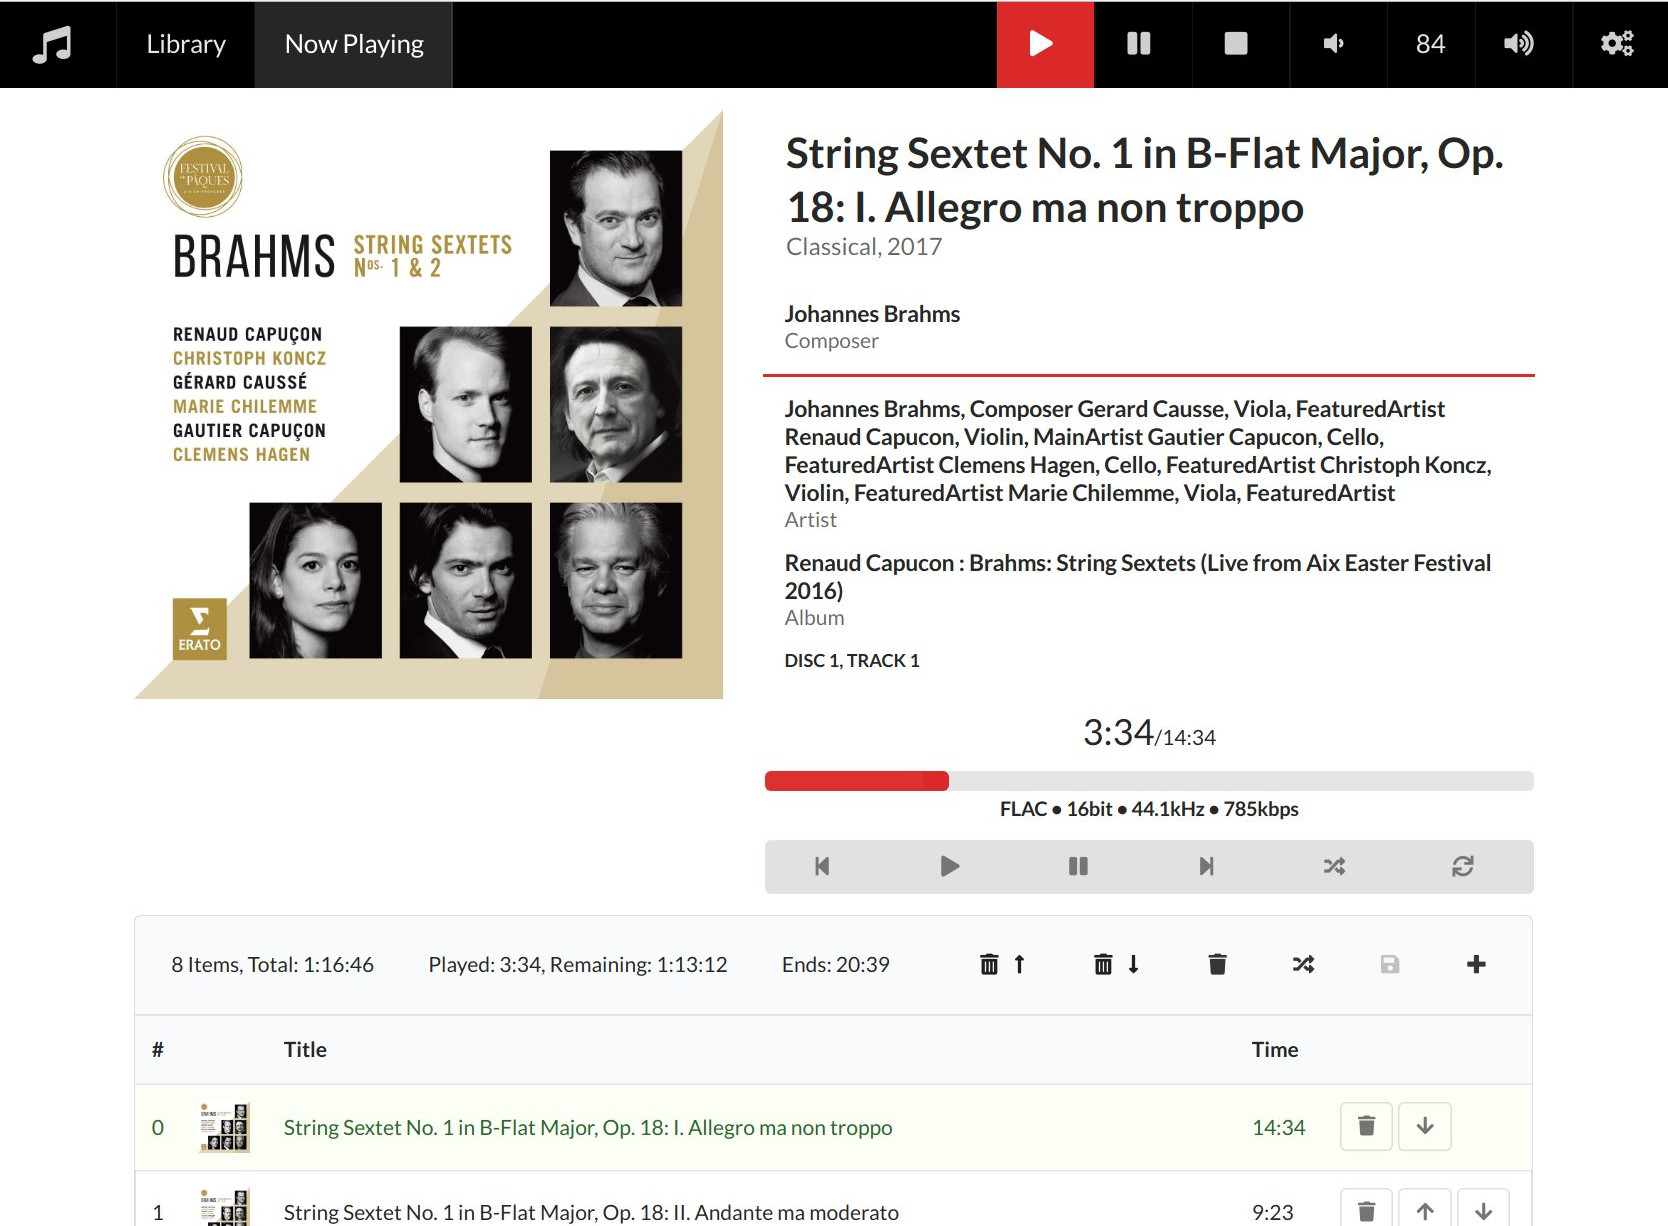 Library
Now Playing
84
FESTIVAL
DE PÂQUES
AIX-EN-PROVENCE
BRAHMS
STRING SEXTETS
Nos. 1 & 2
RENAUD CAPUÇON
CHRISTOPH KONCZ
GÉRARD CAUSSÉ
MARIE CHILEMME
GAUTIER CAPUÇON
CLEMENS HAGEN
ERATO
String Sextet No. 1 in B-Flat Major, Op.
18: I. Allegro ma non troppo
Classical, 2017
Johannes Brahms
Composer
Johannes Brahms, Composer Gerard Causse, Viola, FeaturedArtist
Renaud Capucon, Violin, MainArtist Gautier Capucon, Cello,
FeaturedArtist Clemens Hagen, Cello, FeaturedArtist Christoph Koncz,
Violin, FeaturedArtist Marie Chilemme, Viola, FeaturedArtist
Artist
Renaud Capucon : Brahms: String Sextets (Live from Aix Easter Festival
2016)
Album
DISC 1, TRACK 1
3:34/14:34
FLAC • 16bit • 44.1kHz • 785kbps
8 Items, Total: 1:16:46 Played: 3:34, Remaining: 1:13:12 Ends: 20:39
# Title Time
0 String Sextet No. 1 in B-Flat Major, Op. 18: I. Allegro ma non troppo 14:34
1 String Sextet No. 1 in B-Flat Major, Op. 18: II. Andante ma moderato 9:23